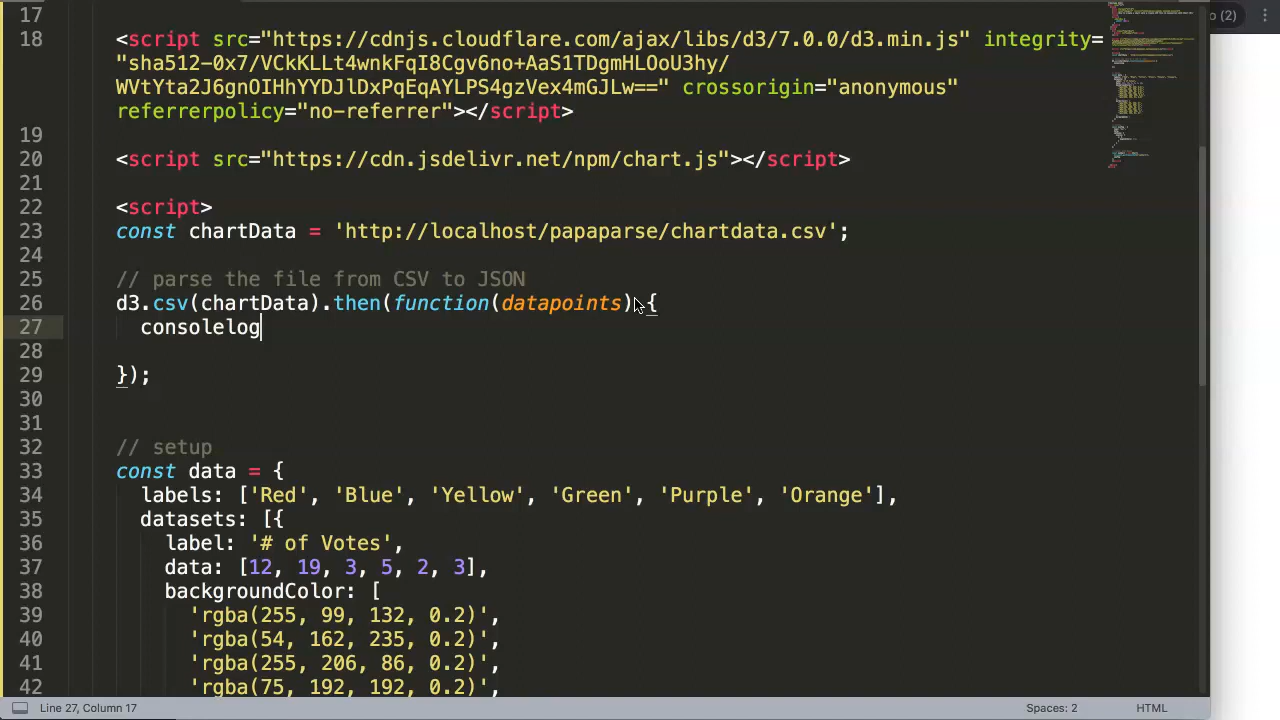 17
18 <script src="https://cdnjs.cloudflare.com/ajax/libs/d3/7.0.0/d3.min.js" integrity=
"sha512-0x7/VCkKLLt4wnkFqI8Cgv6no+AaS1TDgmHLOoU3hy/
WVtYta2J6gnOIHhYYDJlDxPqEqAYLPS4gzVex4mGJLw==" crossorigin="anonymous"
referrerpolicy="no-referrer"></script>
19
20 <script src="https://cdn.jsdelivr.net/npm/chart.js"></script>
21
22 <script>
23 const chartData = 'http://localhost/papaparse/chartdata.csv';
24
25 // parse the file from CSV to JSON
26 d3.csv(chartData).then(function(datapoints) {
27 consolelog
28
29 });
30
31
32 // setup
33 const data = {
34 labels: ['Red', 'Blue', 'Yellow', 'Green', 'Purple', 'Orange'],
35 datasets: [{
36 label: '# of Votes',
37 data: [12, 19, 3, 5, 2, 3],
38 backgroundColor: [
39 'rgba(255, 99, 132, 0.2)',
40 'rgba(54, 162, 235, 0.2)',
41 'rgba(255, 206, 86, 0.2)',
42 'rgba(75, 192, 192, 0.2)',
Line 27, Column 17 Spaces: 2 HTML
(2)